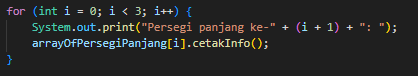 for (int i = 0; i < 3; i++) {
    System.out.print("Persegi panjang ke-" + (i + 1) + ": ");
    arrayOfPersegiPanjang[i].cetakInfo();
}